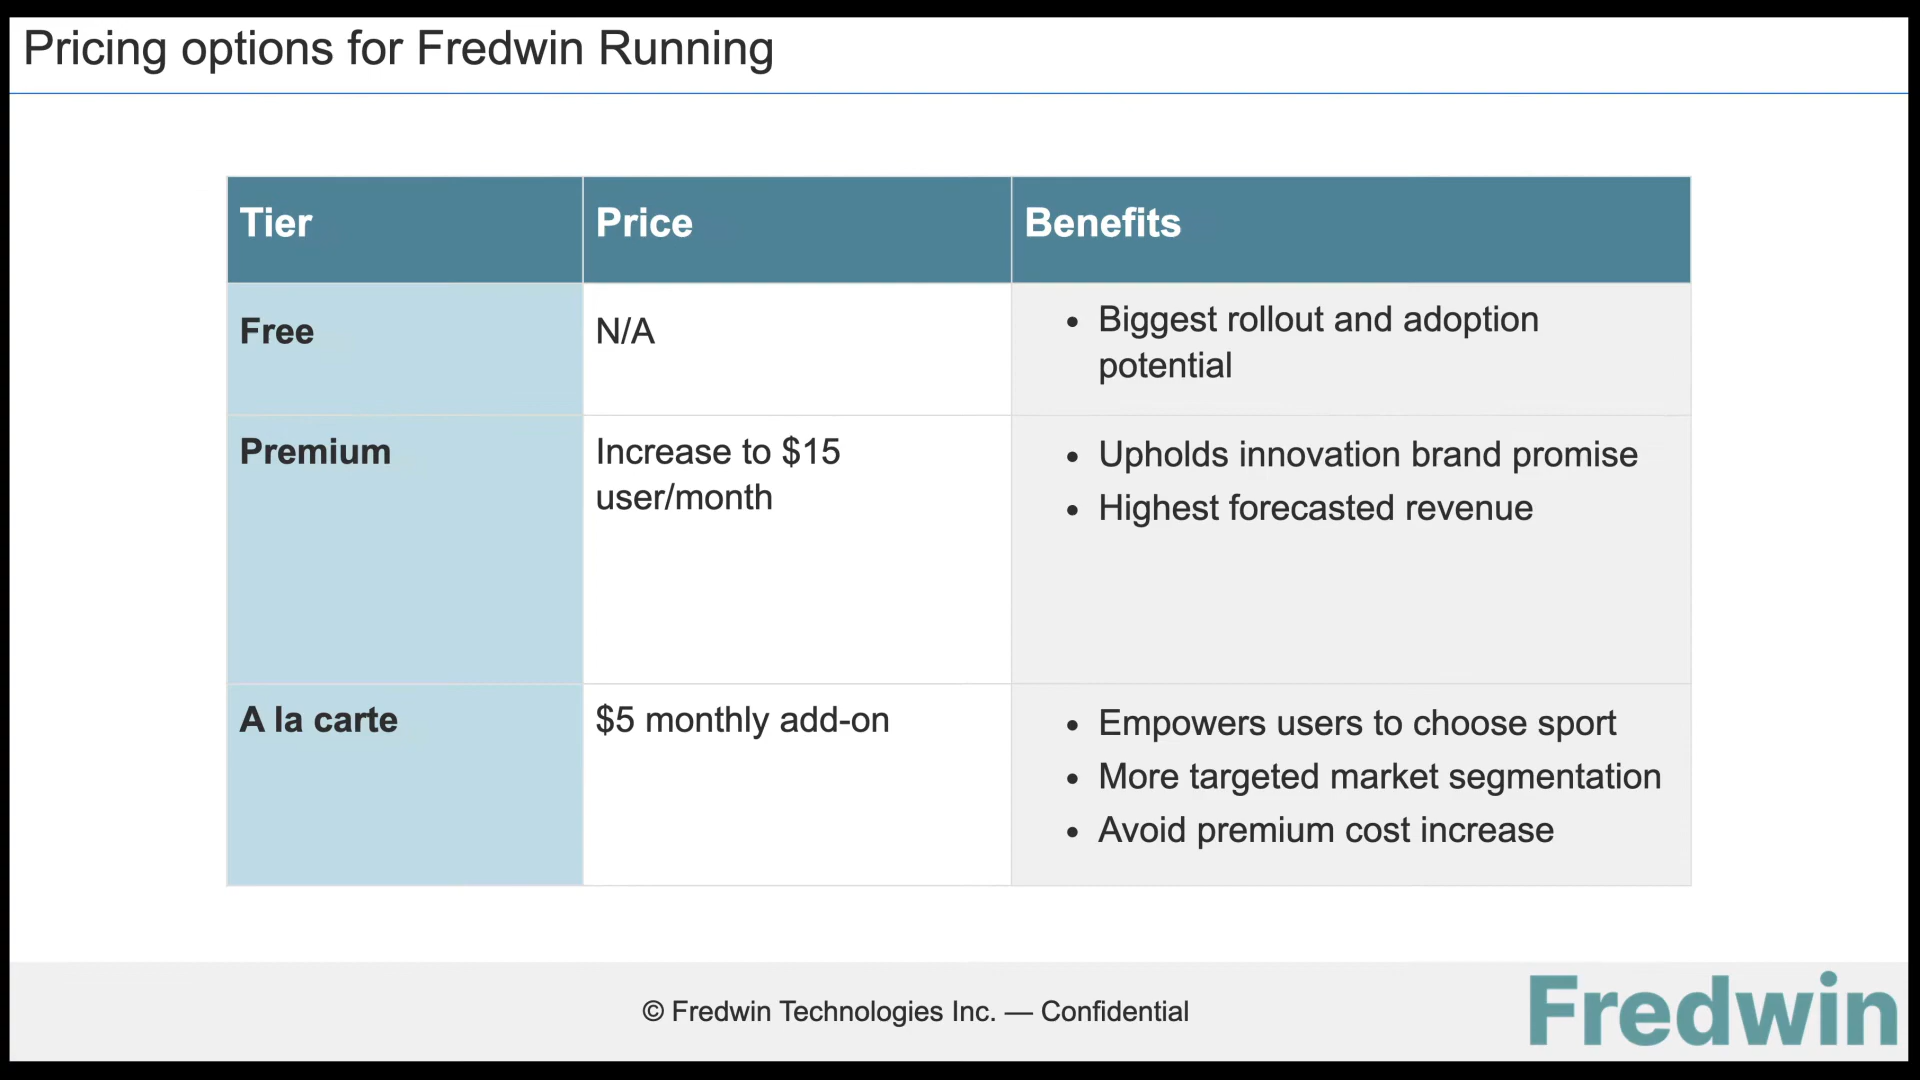 Pricing options for Fredwin Running
Tier
Price
Benefits
Free
N/A
• Biggest rollout and adoption
potential
Premium
Increase to $15
user/month
• Upholds innovation brand promise
• Highest forecasted revenue
A la carte
$5 monthly add-on
• Empowers users to choose sport
• More targeted market segmentation
• Avoid premium cost increase
© Fredwin Technologies Inc. — Confidential
Fredwin